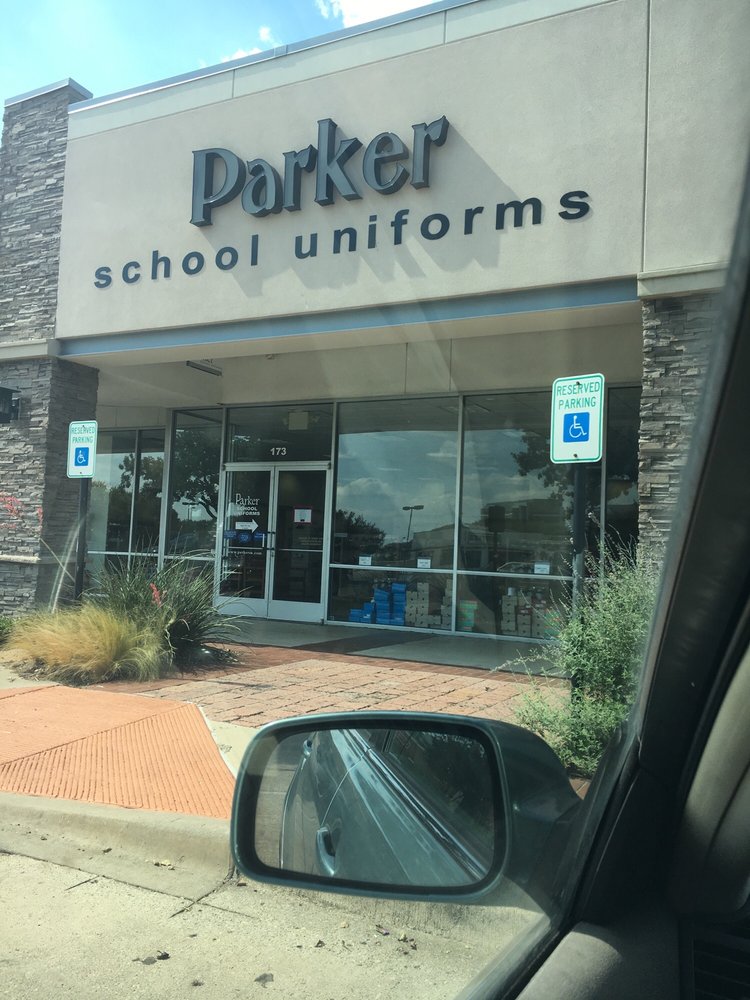 Parker
school uniforms
RESERVED
PARKING
RESERVED
PARKING
173
Parker
SCHOOL
UNIFORMS